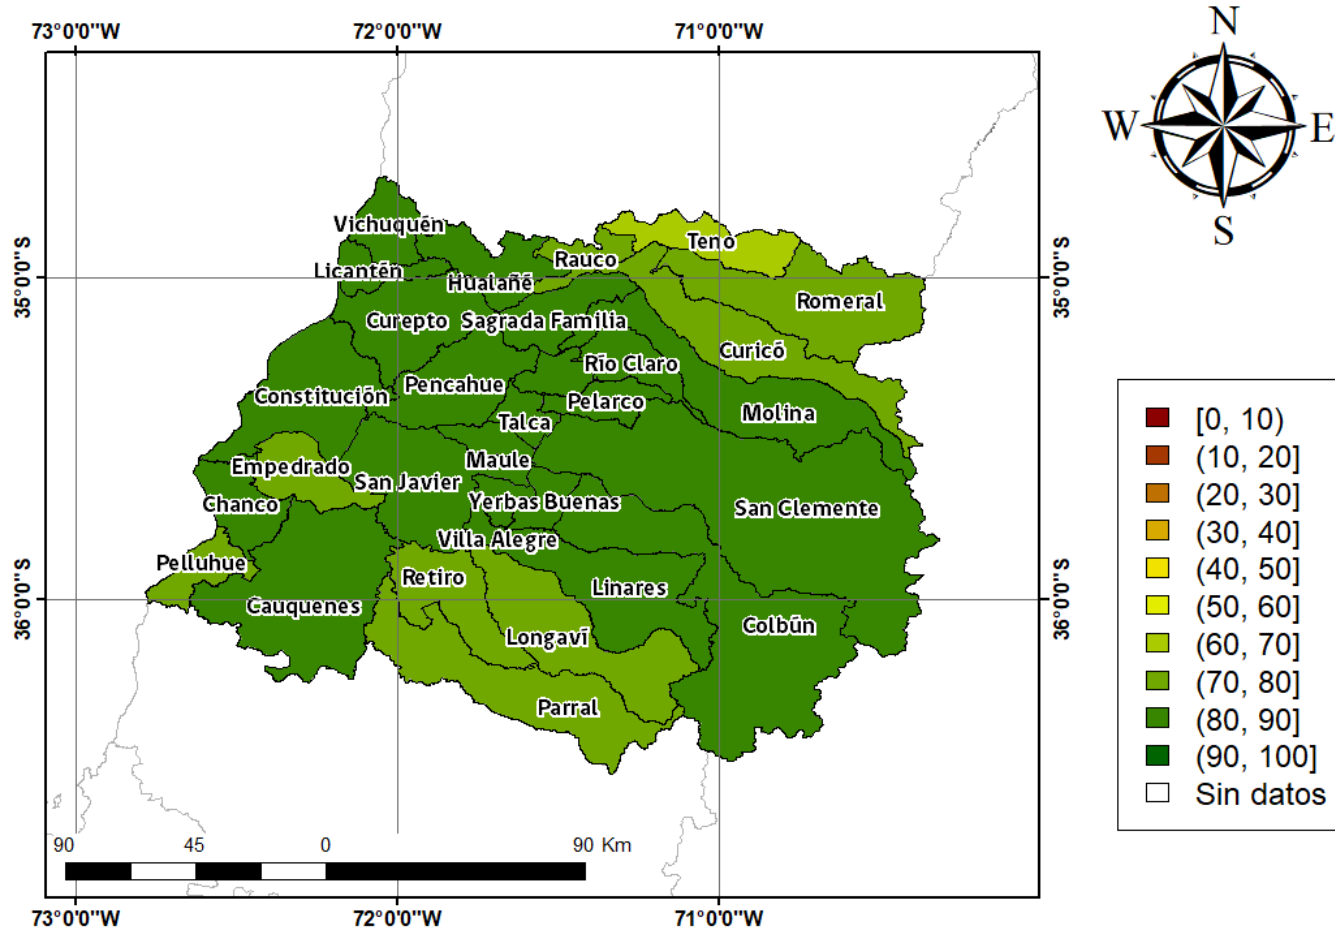 73°0'0"W 72°0'0"W 71°0'0"W
N
W E
S
Vichuquén
Teno
Rauco
Licantén
Hualañé
35°0'0"S
35°0'0"S
Romeral
Curepto
Sagrada Familia
Curicó
Río Claro
Pencahue
Constitución
Pelarco
Molina
Talca
Maule
Empedrado
San Javier
Yerbas Buenas
Chanco
San Clemente
Villa Alegre
Pelluhue
Retiro
Linares
Cauquenes
36°0'0"S
36°0'0"S
Colbún
Longaví
Parral
90 45 0 90 Km
73°0'0"W 72°0'0"W 71°0'0"W
[0, 10)
(10, 20]
(20, 30]
(30, 40]
(40, 50]
(50, 60]
(60, 70]
(70, 80]
(80, 90]
(90, 100]
Sin datos